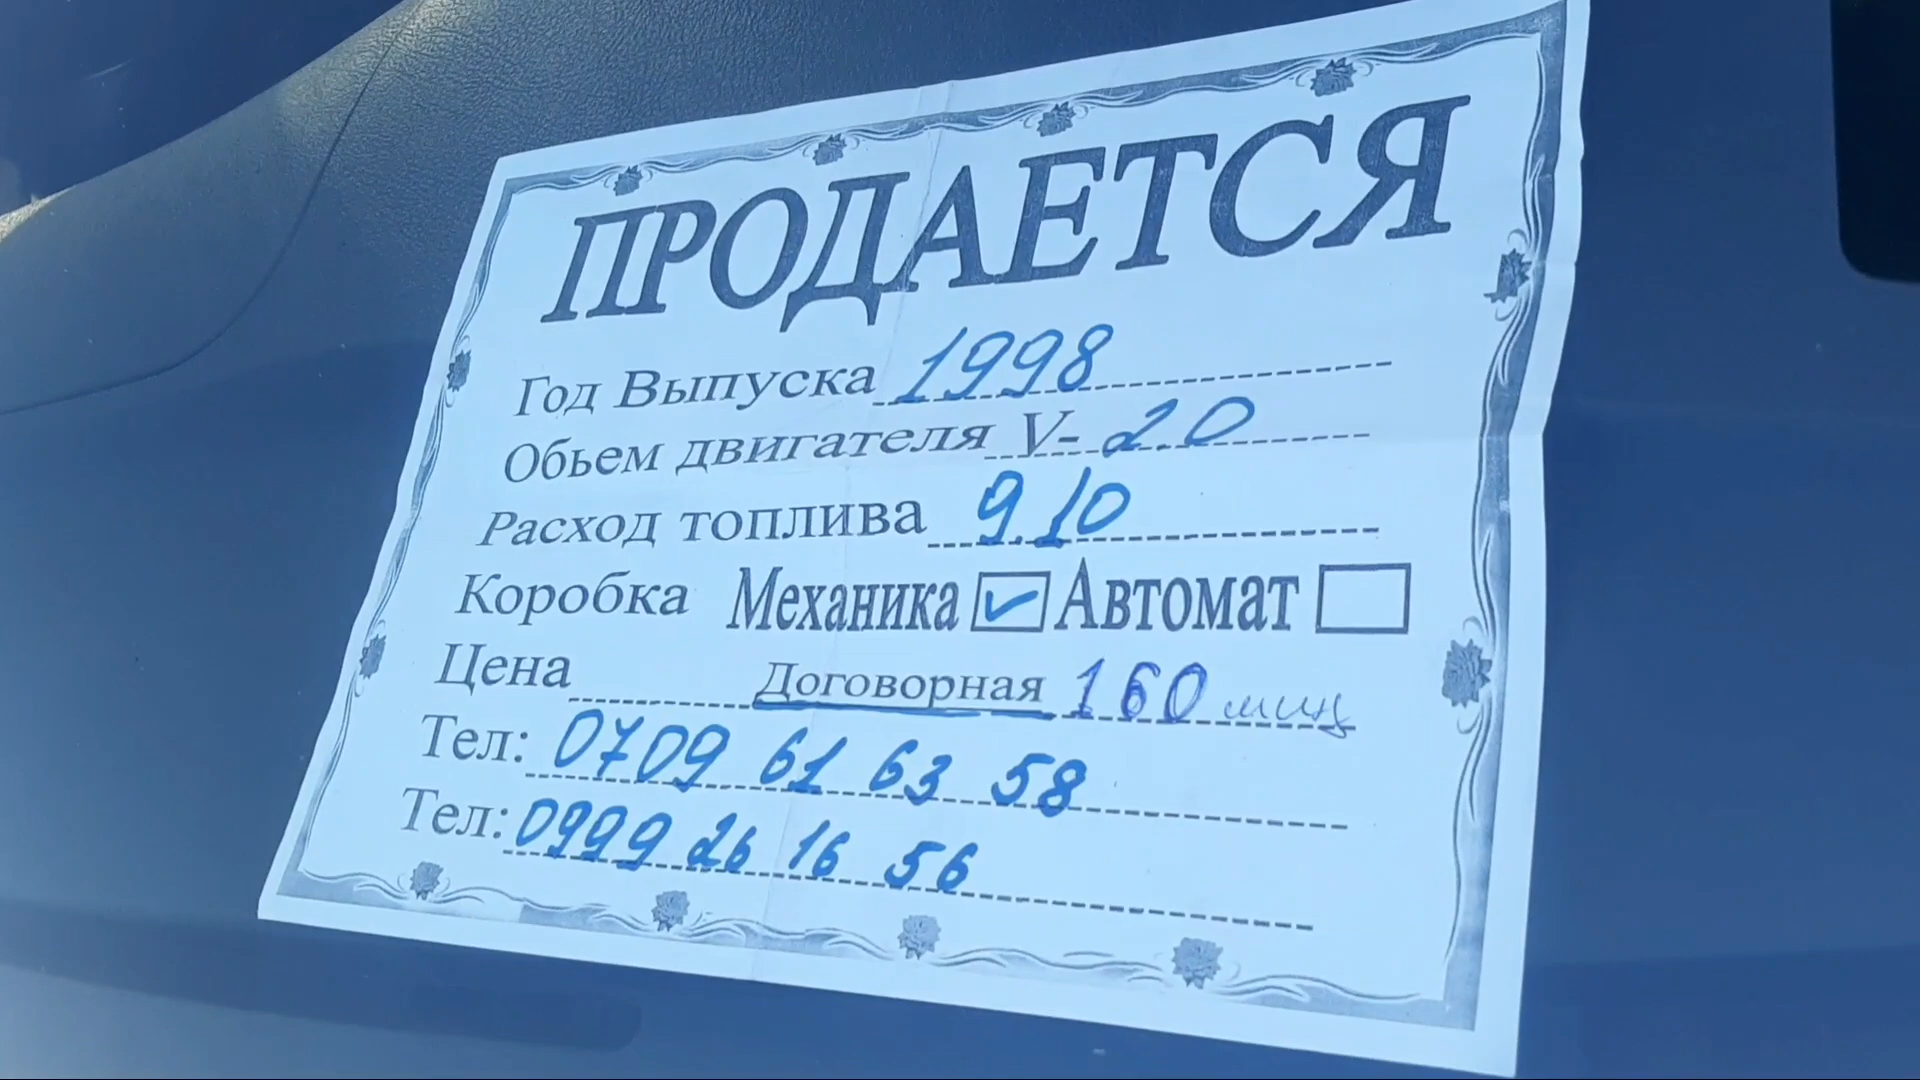 ПРОДАЕТСЯ
Год Выпуска 1998
Обьем двигателя V- 2.0
Расход топлива 9.10
Коробка Механика ✓ Автомат
Цена Договорная 160 миң
Тел: 0709 61 63 58
Тел: 0999 26 16 56